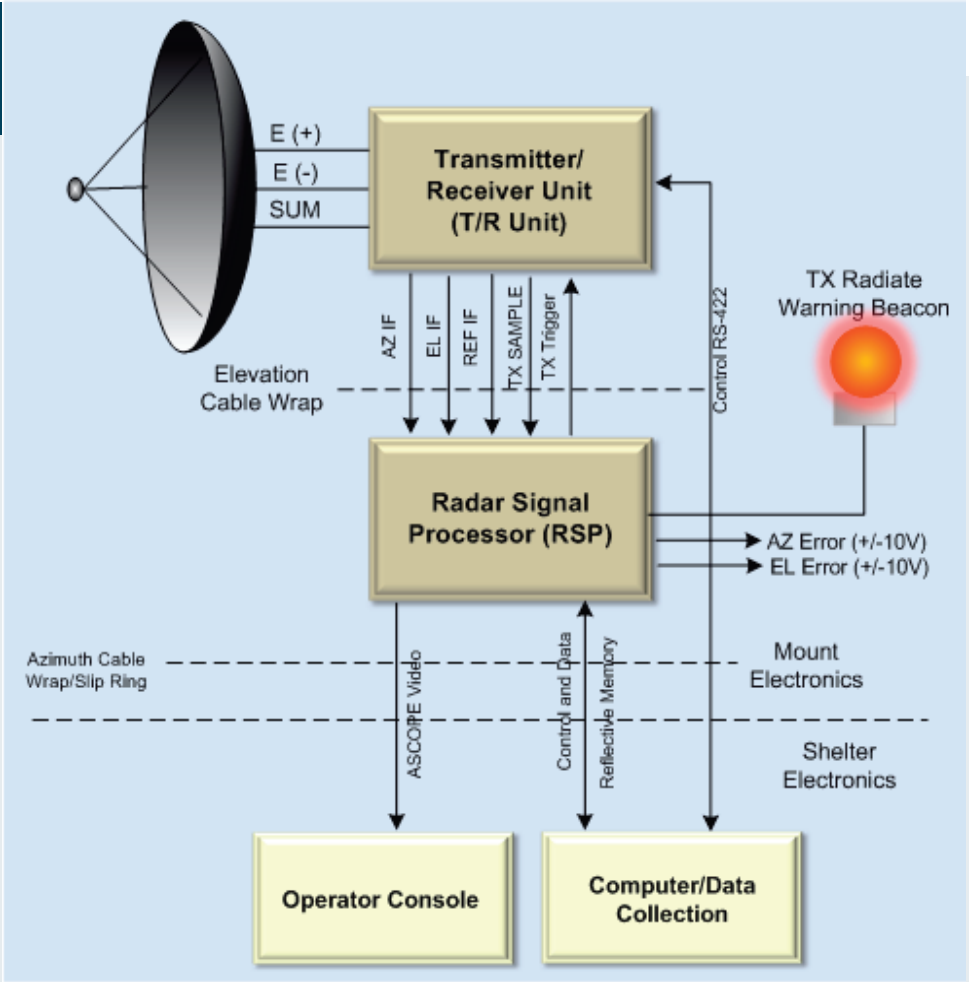 E (+)
E (-)
SUM
Transmitter/
Receiver Unit
(T/R Unit)
TX Radiate
Warning Beacon
AZ IF
EL IF
REF IF
TX SAMPLE
TX Trigger
Control RS-422
Elevation
Cable Wrap
Radar Signal
Processor (RSP)
AZ Error (+/-10V)
EL Error (+/-10V)
Azimuth Cable
Wrap/Slip Ring
Mount
Electronics
ASCOPE Video
Control and Data
Reflective Memory
Shelter
Electronics
Operator Console
Computer/Data
Collection